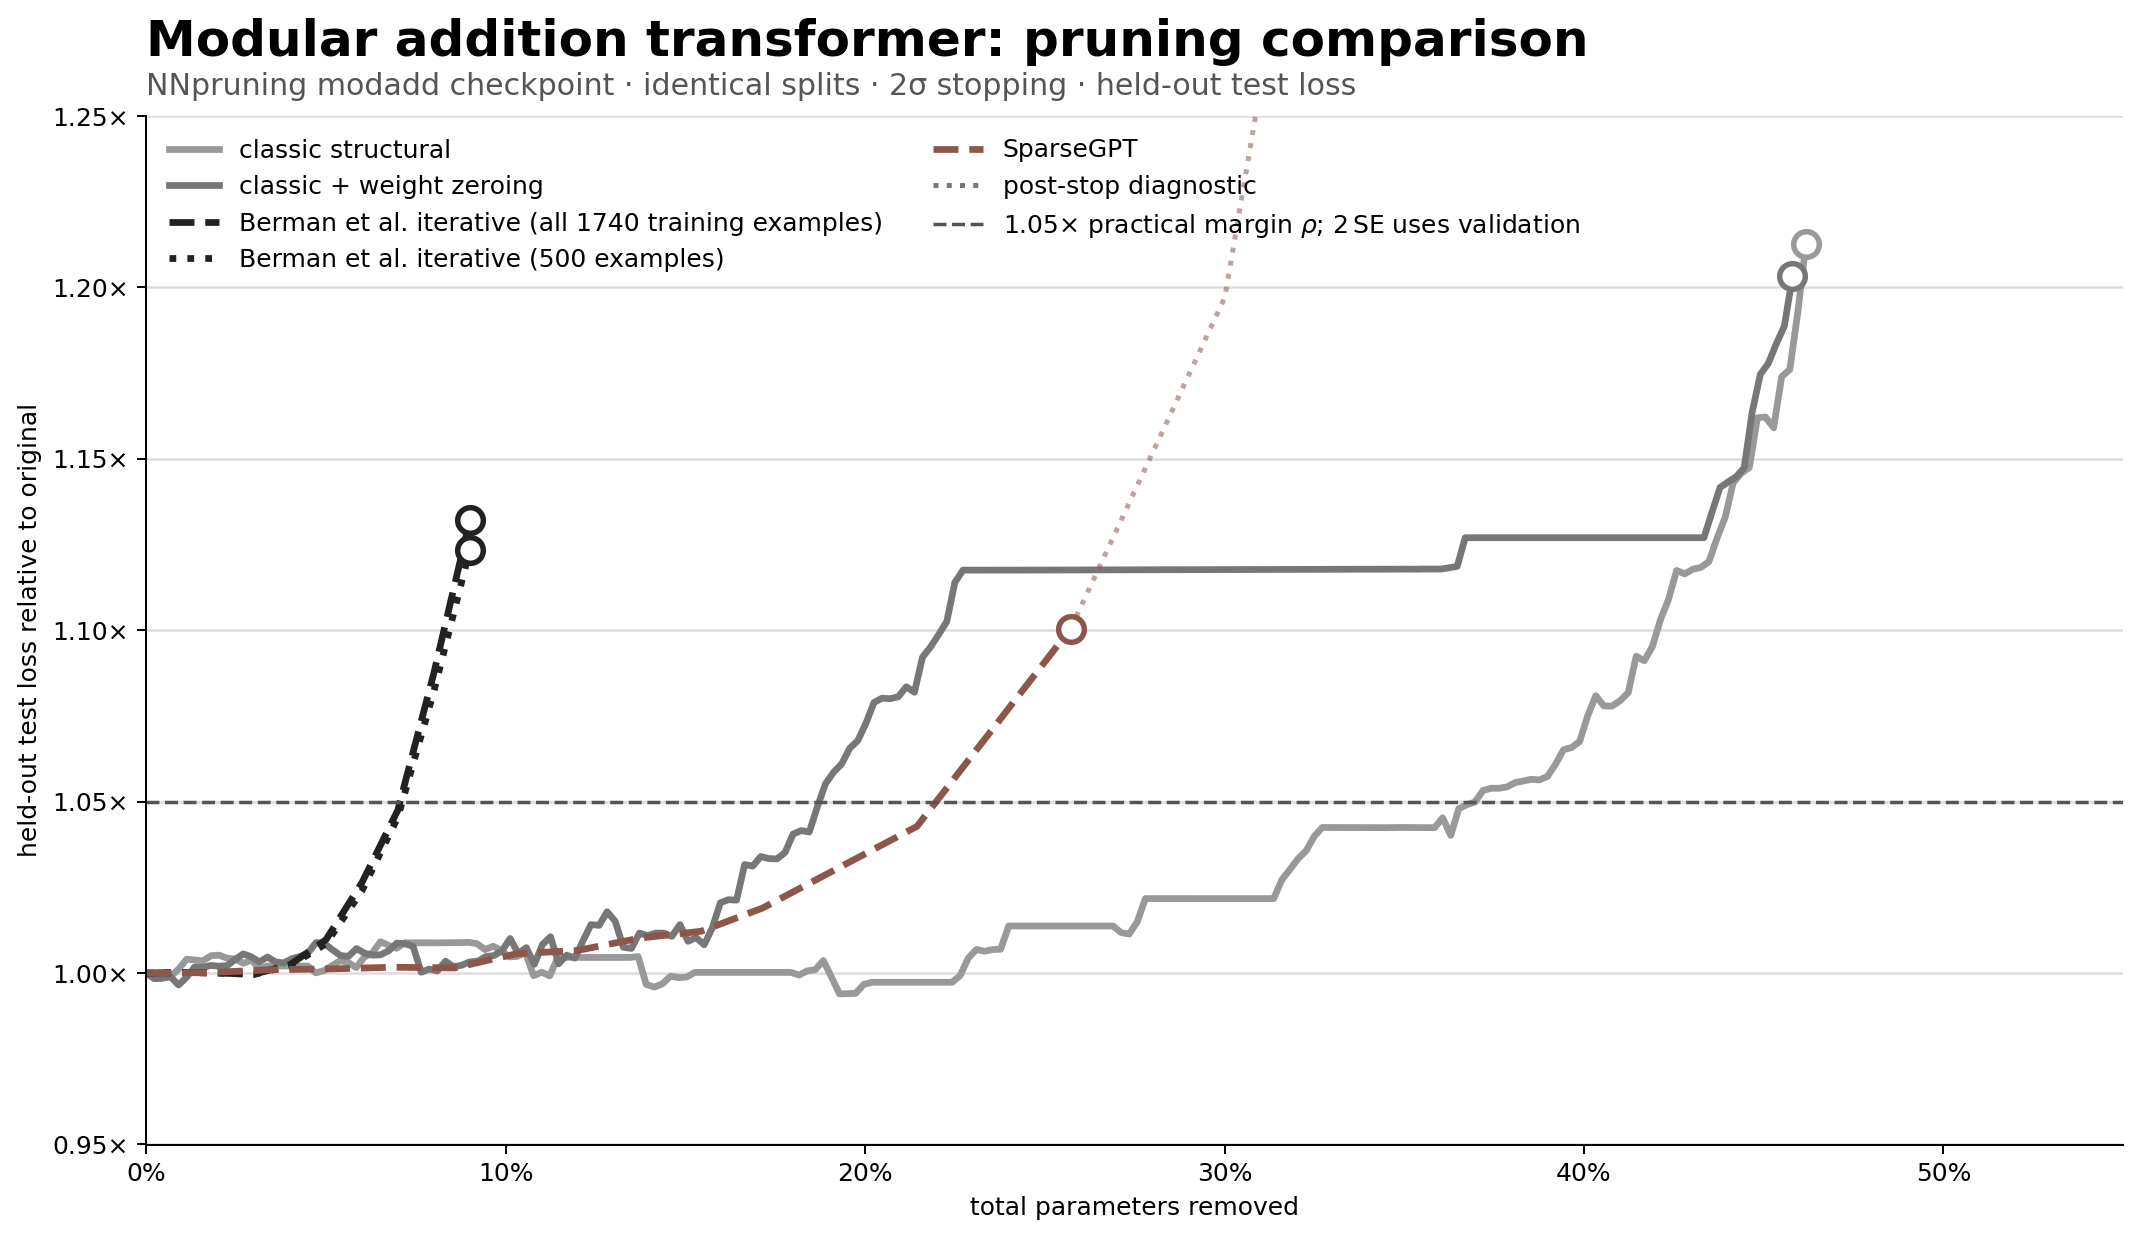 Modular addition transformer: pruning comparison
NNpruning modadd checkpoint · identical splits · 2σ stopping · held-out test loss
classic structural
classic + weight zeroing
Berman et al. iterative (all 1740 training examples)
Berman et al. iterative (500 examples)
SparseGPT
post-stop diagnostic
1.05× practical margin ρ; 2 SE uses validation
held-out test loss relative to original
1.25×
1.20×
1.15×
1.10×
1.05×
1.00×
0.95×
0%
10%
20%
30%
40%
50%
total parameters removed